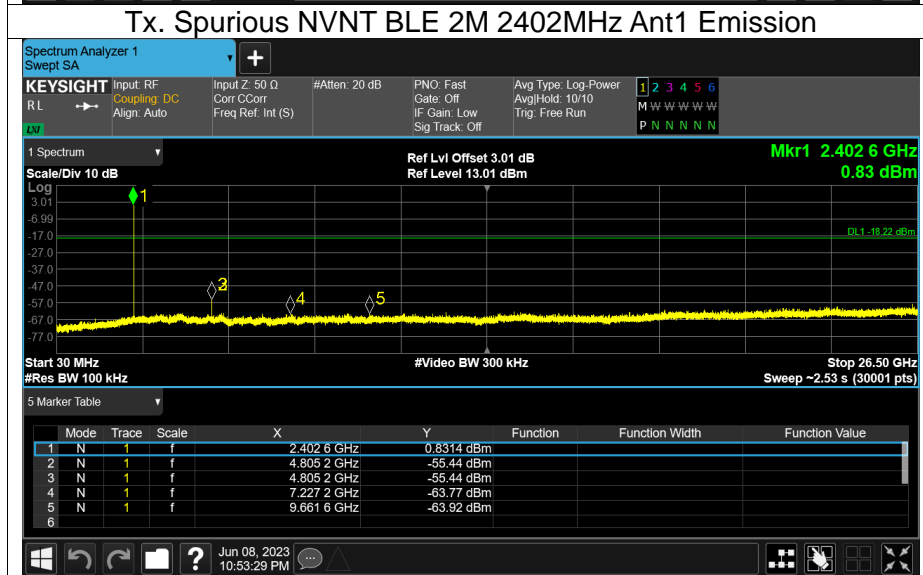 Tx. Spurious NVNT BLE 2M 2402MHz Ant1 Emission
Spectrum Analyzer 1
Swept SA
+
KEYSIGHT Input: RF Input Z: 50 Ω #Atten: 20 dB PNO: Fast Avg Type: Log-Power 1 2 3 4 5 6
R L Coupling: DC Corr CCorr Gate: Off Avg|Hold: 10/10 M W W W W W
Align: Auto Freq Ref: Int (S) IF Gain: Low Trig: Free Run
LXI Sig Track: Off P N N N N N
1 Spectrum Ref Lvl Offset 3.01 dB Mkr1 2.402 6 GHz
Scale/Div 10 dB Ref Level 13.01 dBm 0.83 dBm
Log
1
3.01
-6.99
-17.0 DL1 -18.22 dBm
-27.0
-37.0
-47.0 3
-57.0 4 5
-67.0
-77.0
Start 30 MHz #Video BW 300 kHz Stop 26.50 GHz
#Res BW 100 kHz Sweep ~2.53 s (30001 pts)
5 Marker Table
Mode Trace Scale X Y Function Function Width Function Value
1 N 1 f 2.402 6 GHz 0.8314 dBm
2 N 1 f 4.805 2 GHz -55.44 dBm
3 N 1 f 4.805 2 GHz -55.44 dBm
4 N 1 f 7.227 2 GHz -63.77 dBm
5 N 1 f 9.661 6 GHz -63.92 dBm
6
? Jun 08, 2023
10:53:29 PM